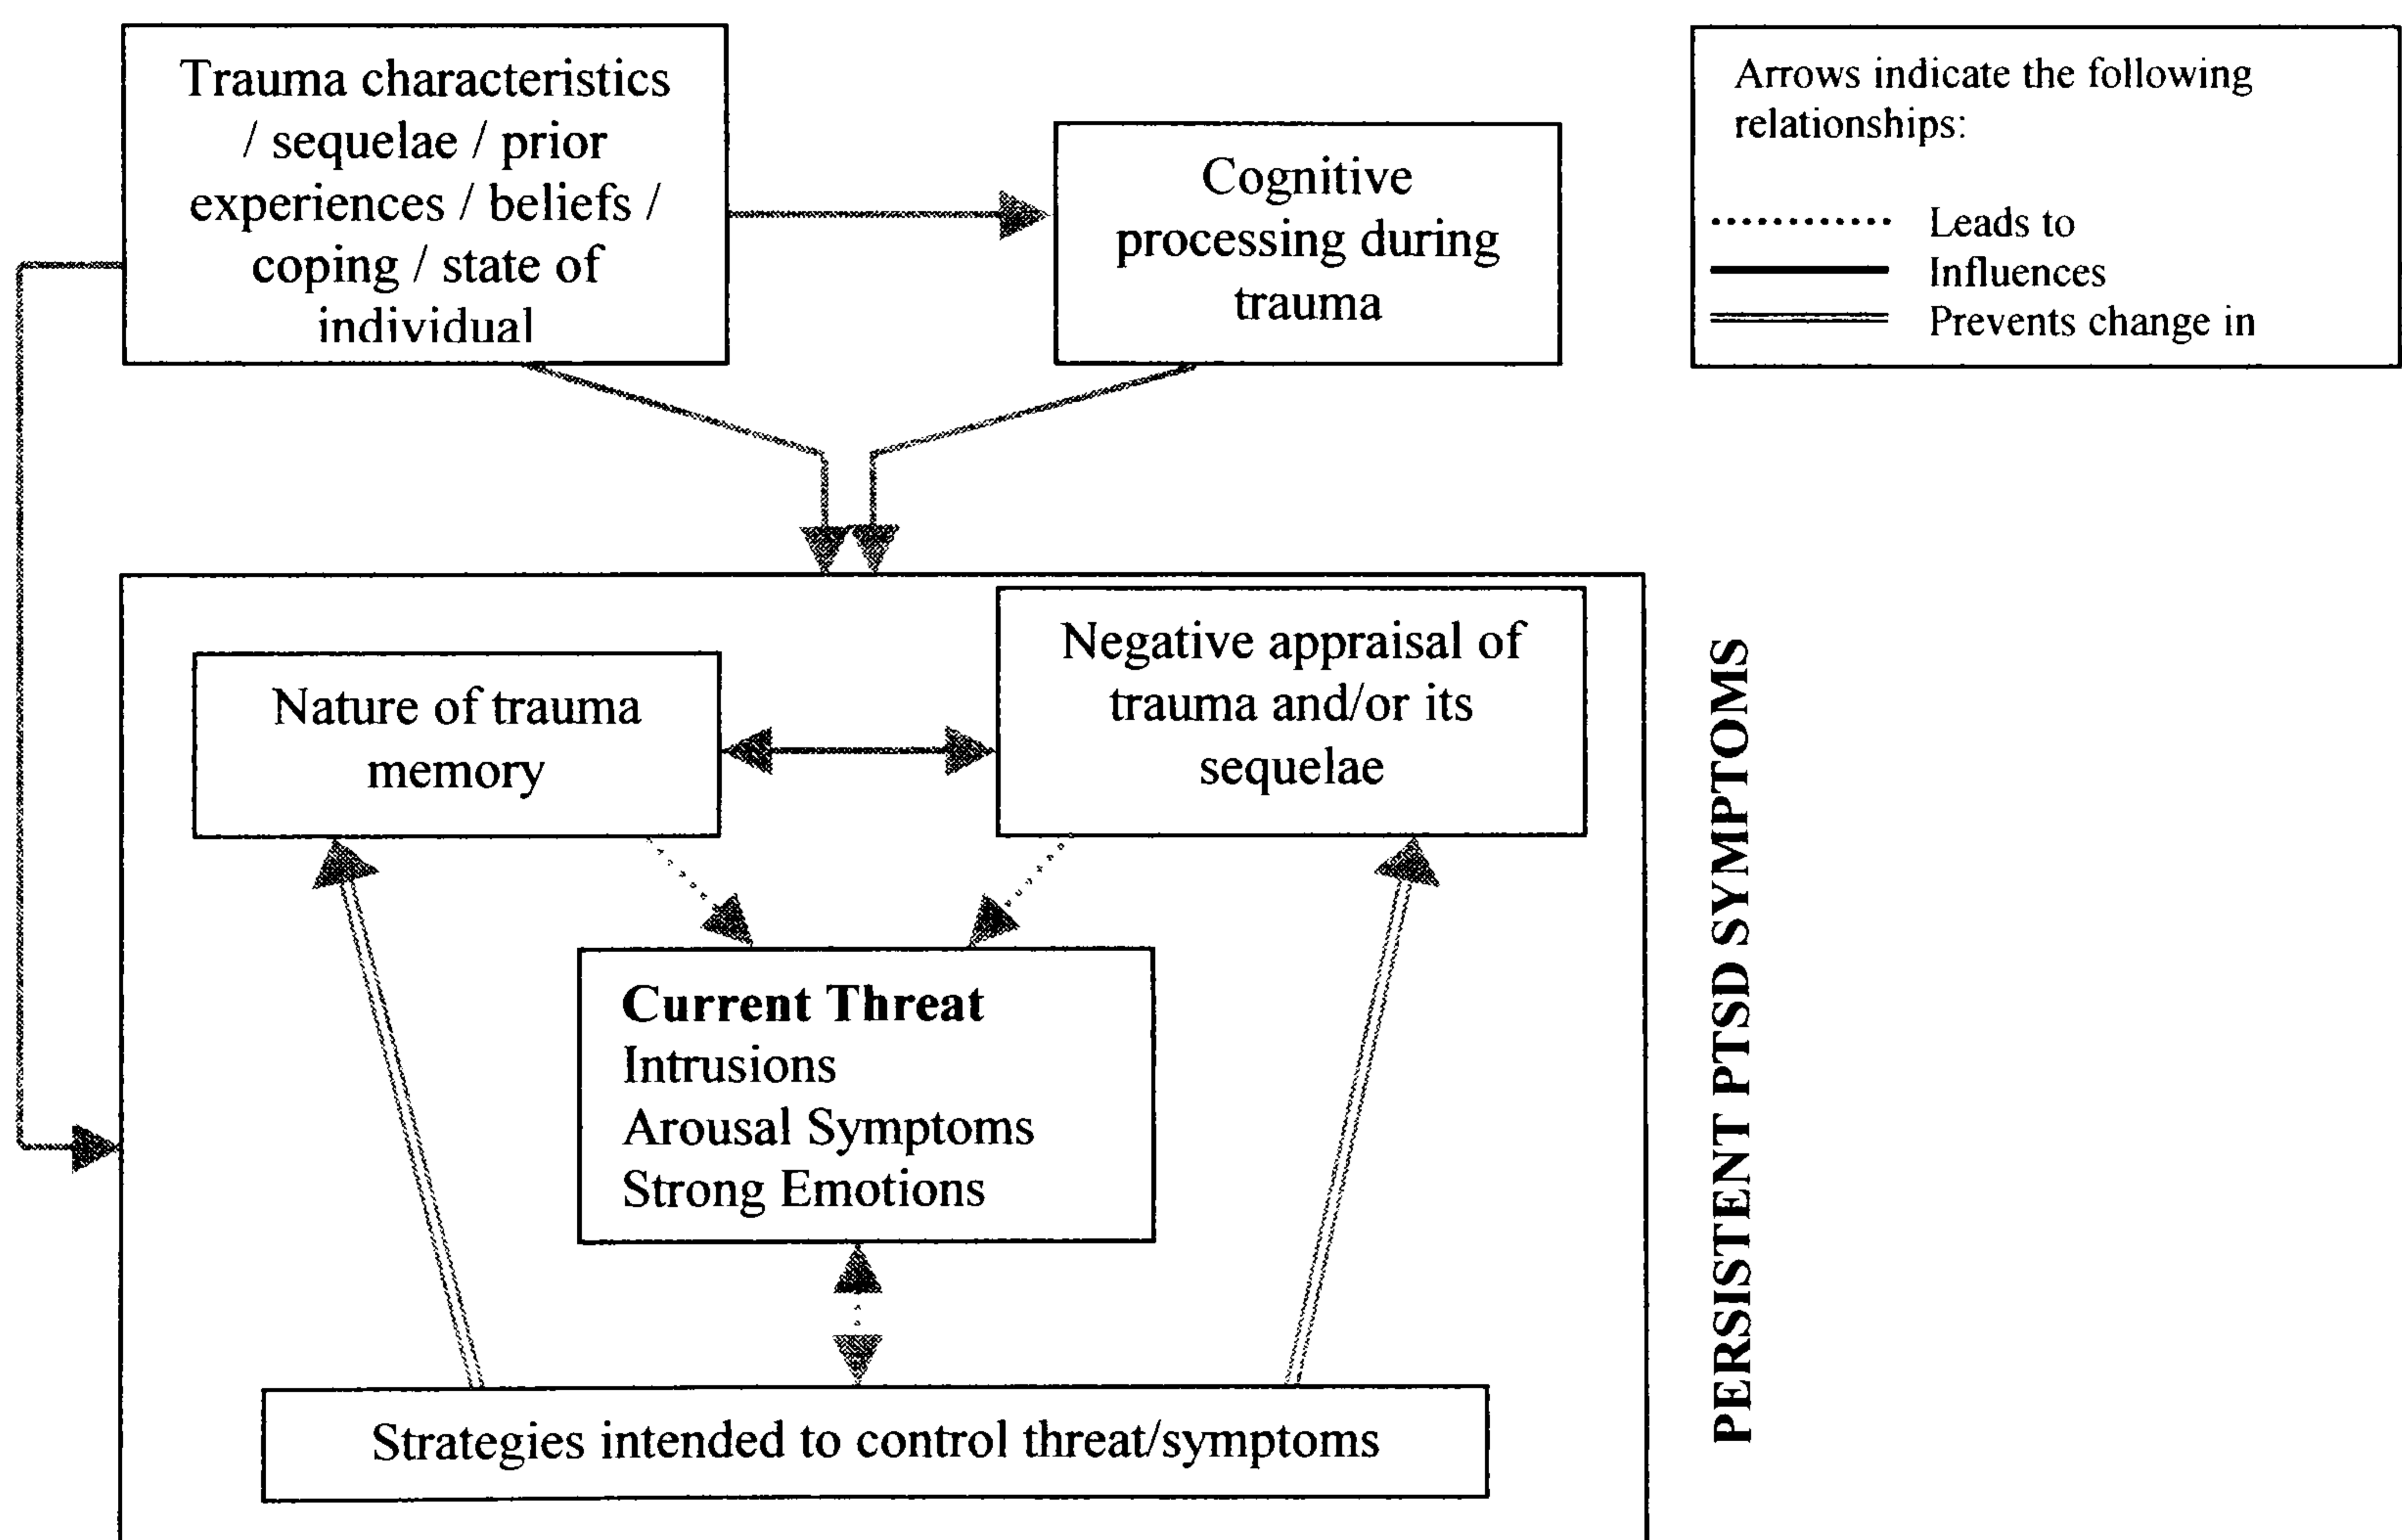 Trauma characteristics
/ sequelae / prior
experiences / beliefs /
coping / state of
individual
Cognitive
processing during
trauma
Arrows indicate the following
relationships:
Leads to
Influences
Prevents change in
Nature of trauma
memory
Negative appraisal of
trauma and/or its
sequelae
Current Threat
Intrusions
Arousal Symptoms
Strong Emotions
Strategies intended to control threat/symptoms
PERSISTENT PTSD SYMPTOMS